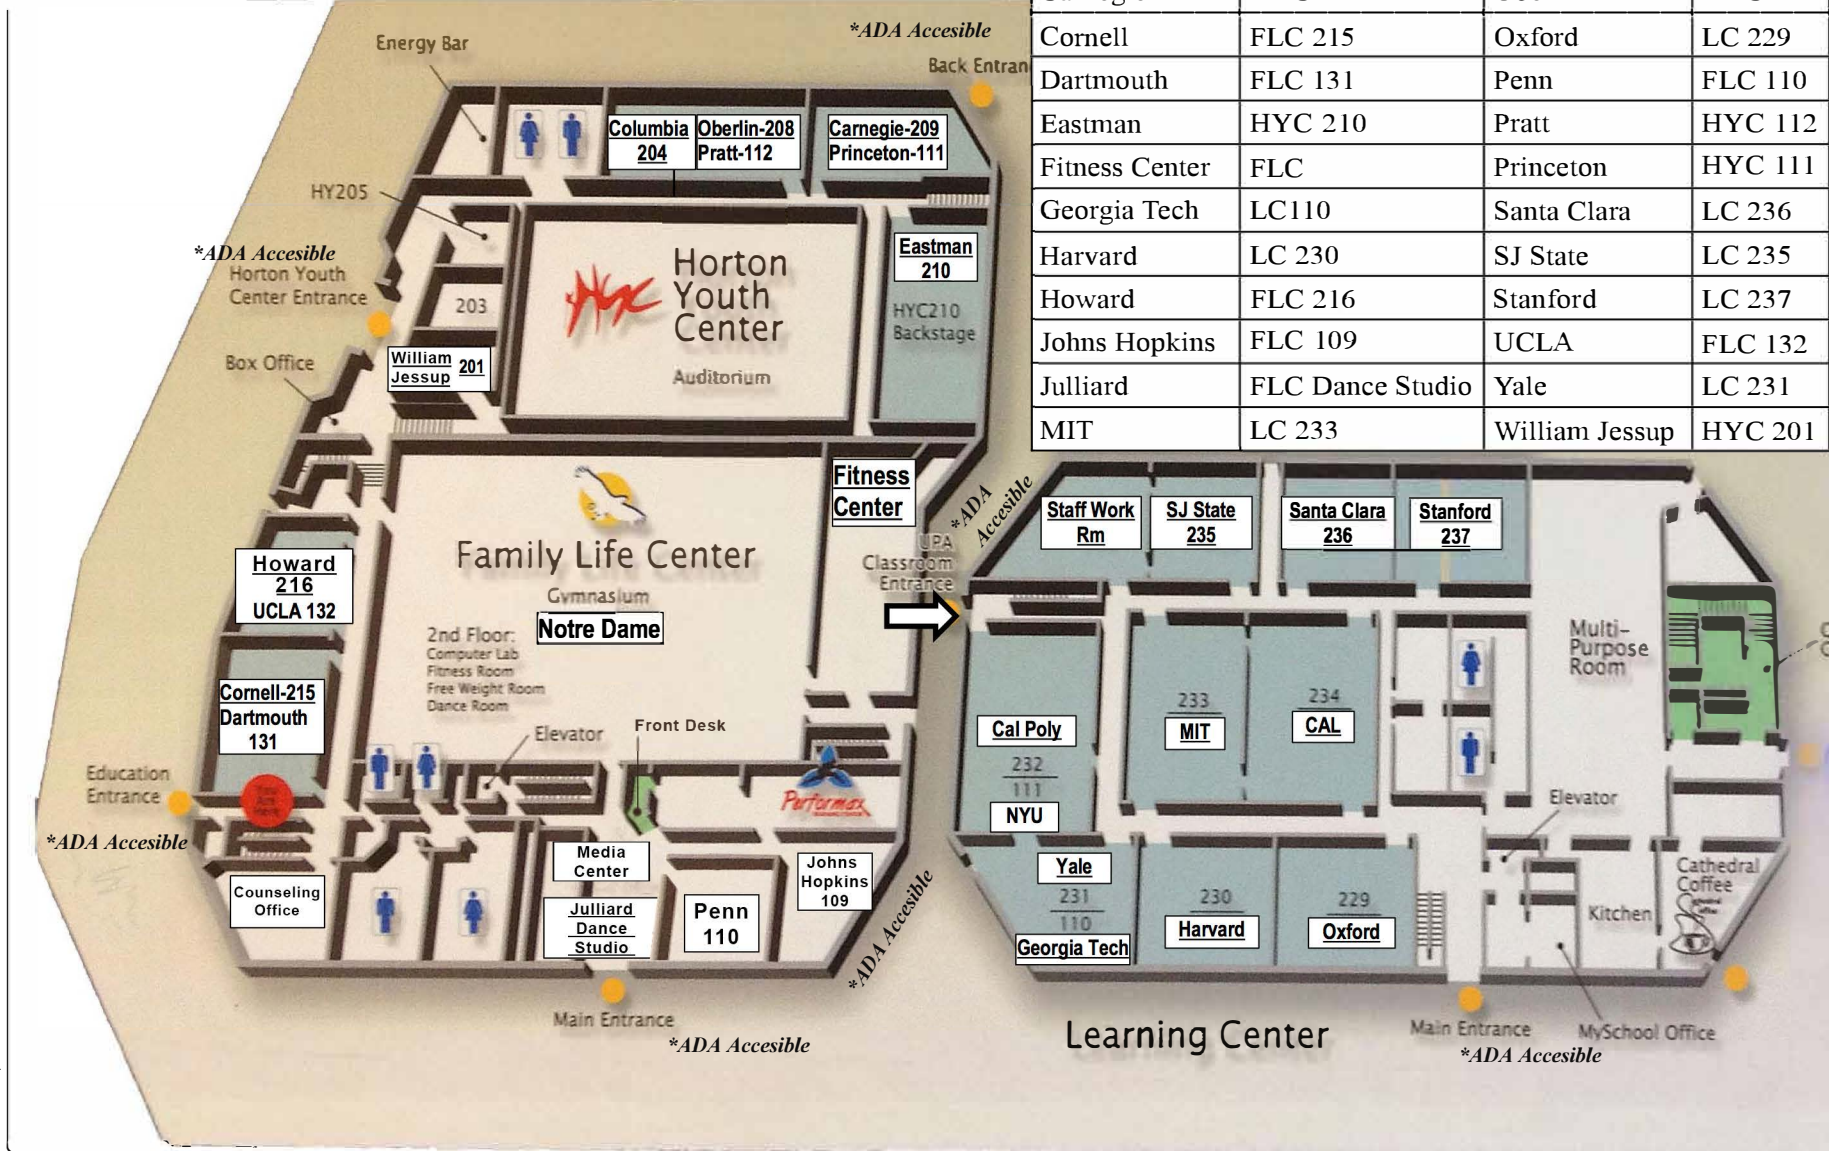 *ADA Accesible
Energy Bar
Back Entran
Cornell FLC 215 Oxford LC 229
Dartmouth FLC 131 Penn FLC 110
Eastman HYC 210 Pratt HYC 112
Fitness Center FLC Princeton HYC 111
Georgia Tech LC110 Santa Clara LC 236
Harvard LC 230 SJ State LC 235
Howard FLC 216 Stanford LC 237
Johns Hopkins FLC 109 UCLA FLC 132
Julliard FLC Dance Studio Yale LC 231
MIT LC 233 William Jessup HYC 201
Columbia
204
Oberlin-208
Pratt-112
Carnegie-209
Princeton-111
HY205
*ADA Accesible
Horton Youth
Center Entrance
203
HYC
Horton
Youth
Center
Auditorium
Eastman
210
HYC210
Backstage
William
Jessup 201
Box Office
Fitness
Center
*ADA
Accesible
UPA
Classroom
Entrance
Family Life Center
Gymnasium
Notre Dame
2nd Floor:
Computer Lab
Fitness Room
Free Weight Room
Dance Room
Howard
216
UCLA 132
Cornell-215
Dartmouth
131
Elevator
Front Desk
Performax
Education
Entrance
You
Are
Here
*ADA Accesible
Counseling
Office
Media
Center
Julliard
Dance
Studio
Penn
110
Johns
Hopkins
109
*ADA Accesible
Main Entrance
*ADA Accesible
Staff Work
Rm
SJ State
235
Santa Clara
236
Stanford
237
Multi-
Purpose
Room
Cal Poly
232
111
NYU
233
MIT
234
CAL
Elevator
Yale
231
110
Georgia Tech
230
Harvard
229
Oxford
Kitchen
Cathedral
Coffee
Learning Center
Main Entrance
*ADA Accesible
MySchool Office